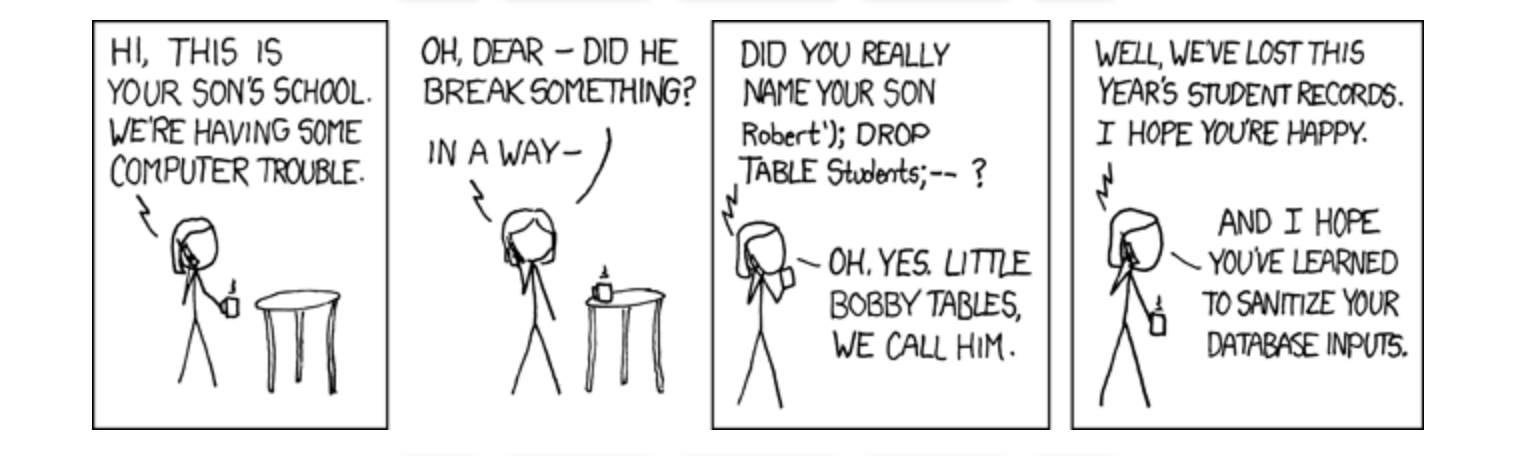 HI, THIS IS
YOUR SON'S SCHOOL.
WE'RE HAVING SOME
COMPUTER TROUBLE.
OH, DEAR – DID HE
BREAK SOMETHING?
IN A WAY–
DID YOU REALLY
NAME YOUR SON
Robert'); DROP
TABLE Students;-- ?
OH, YES. LITTLE
BOBBY TABLES,
WE CALL HIM.
WELL, WE'VE LOST THIS
YEAR'S STUDENT RECORDS.
I HOPE YOU'RE HAPPY.
AND I HOPE
YOU'VE LEARNED
TO SANITIZE YOUR
DATABASE INPUTS.